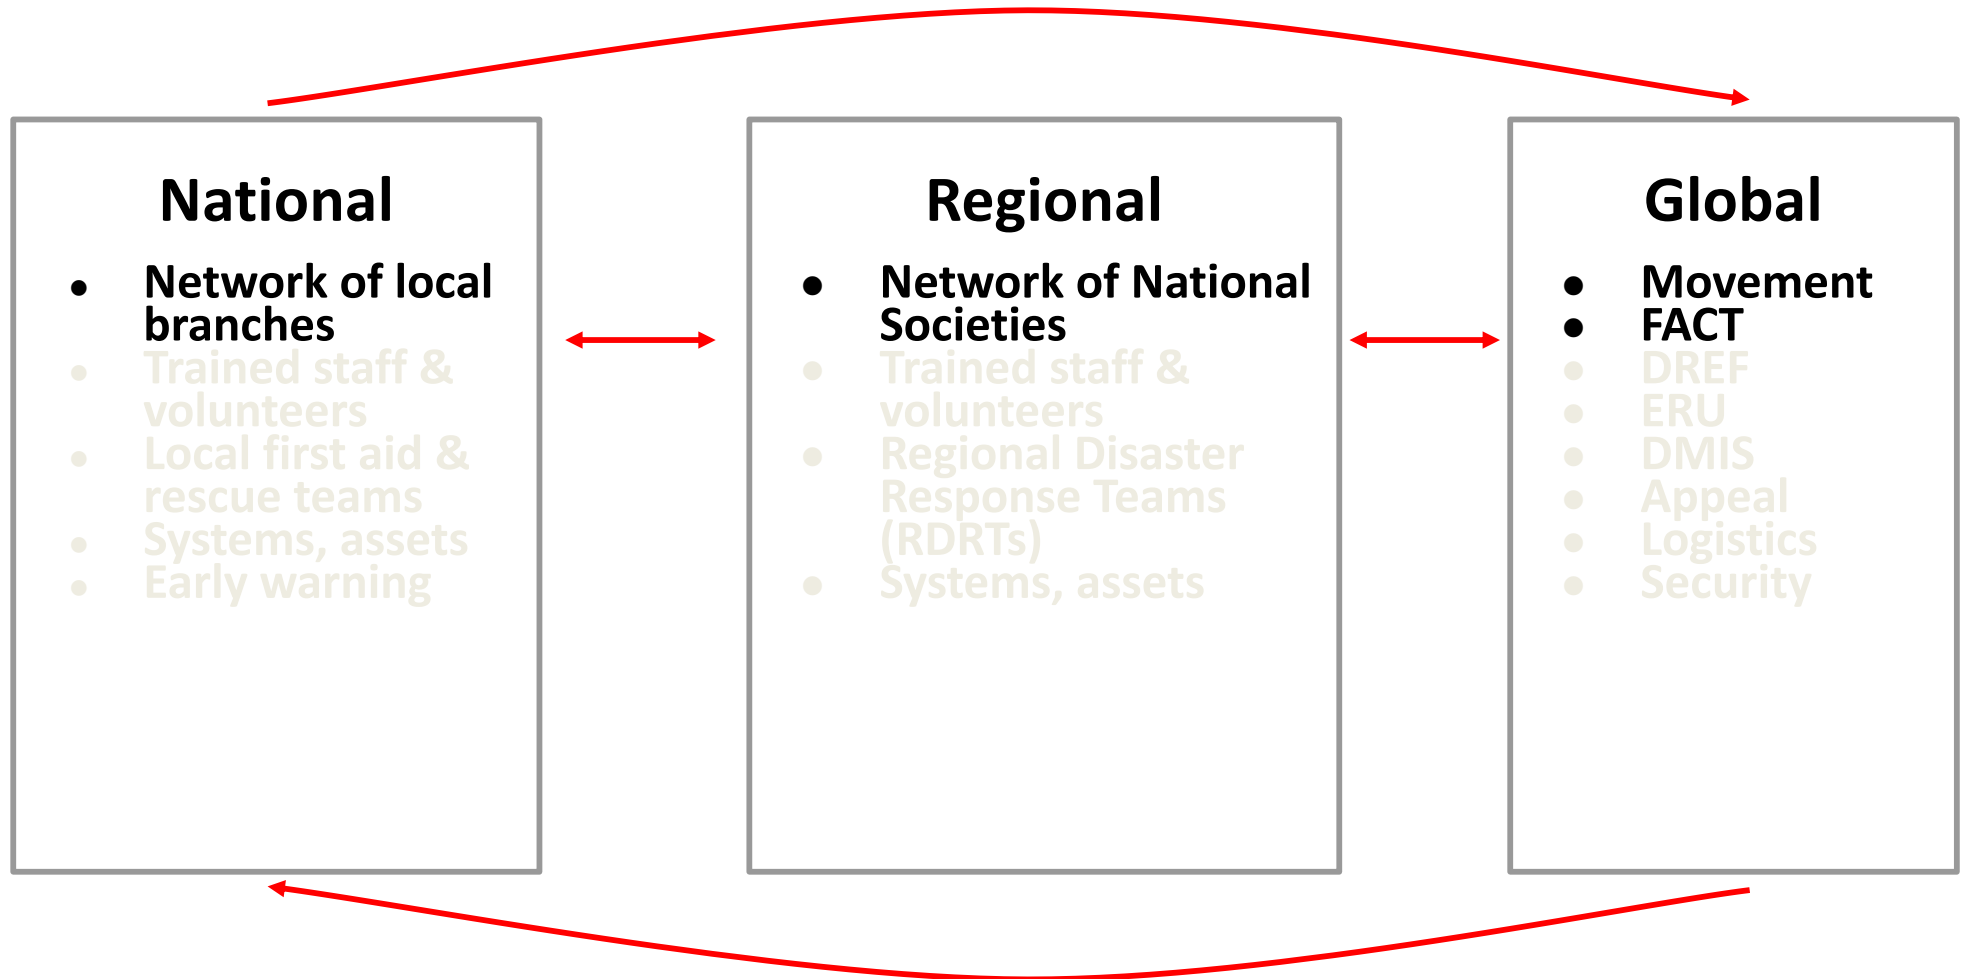 National
● Network of local
branches
● Trained staff &
volunteers
● Local first aid &
rescue teams
● Systems, assets
● Early warning
Regional
● Network of National
Societies
● Trained staff &
volunteers
● Regional Disaster
Response Teams
(RDRTs)
● Systems, assets
Global
● Movement
● FACT
● DREF
● ERU
● DMIS
● Appeal
● Logistics
● Security